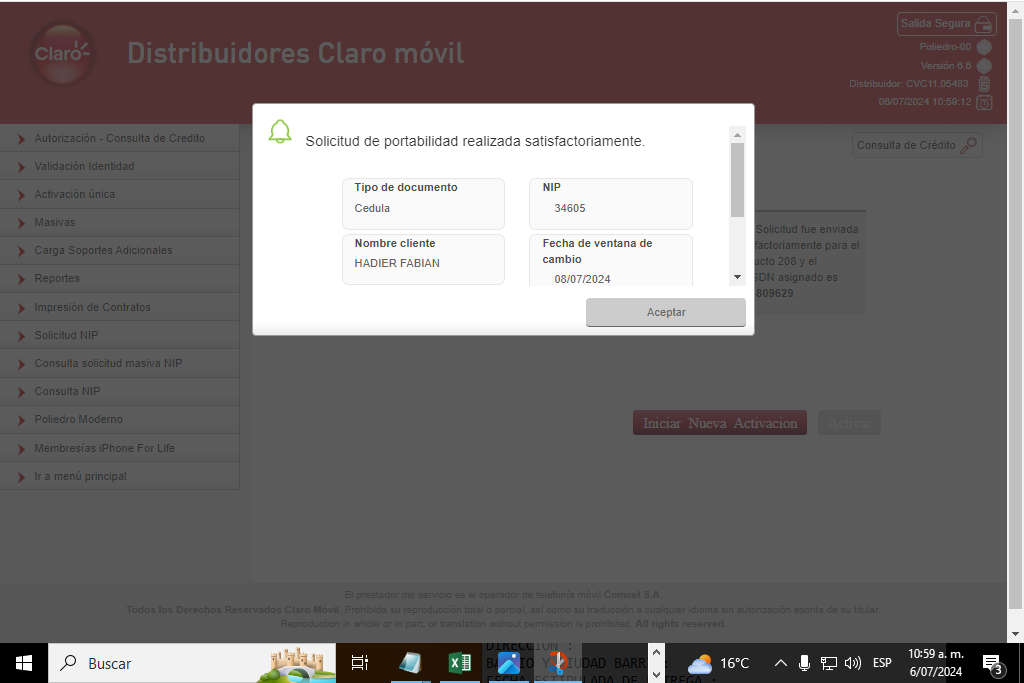 Claro
Distribuidores Claro móvil
Salida Segura
Poliedro-00
Versión 6.8
Distribuidor: CVC11.05483
06/07/2024 10:59:12
Autorización - Consulta de Credito
Validación Identidad
Activación única
Masivas
Carga Soportes Adicionales
Reportes
Impresión de Contratos
Solicitud NIP
Consulta solicitud masiva NIP
Consulta NIP
Poliedro Moderno
Membresías iPhone For Life
Ir a menú principal
Consulta de Crédito
Solicitud de portabilidad realizada satisfactoriamente.
Tipo de documento
Cedula
NIP
34605
Nombre cliente
HADIER FABIAN
Fecha de ventana de
cambio
08/07/2024
Aceptar
Solicitud fue enviada
factoriamente para el
ucto 208 y el
SDN asignado es
809629.
Iniciar Nueva Activacion
Activar
El prestador del servicio es el operador de telefonís móvil Comcel S.A.
Todos los Derechos Reservados Claro Móvil. Prohibida su reproducción total o parcial, así como su traducción a cualquier idioma sin autorización escrita de su titular.
Reproduction in whole or in part, or translation without permission is prohibited. All rights reserved.
Buscar
DIRECCION :
BARRIO Y CIUDAD BARR :
FECHA ESTIPULADA DE ENTREGA :
16°C
ESP
10:59 a. m.
6/07/2024
3